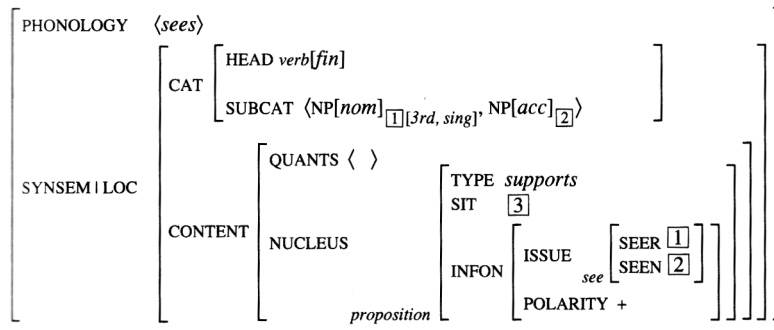 PHONOLOGY ⟨sees⟩
HEAD verb[fin]
CAT
SUBCAT ⟨NP[nom] 1 [3rd, sing], NP[acc] 2⟩
QUANTS ⟨ ⟩
SYNSEM | LOC
TYPE supports
SIT 3
CONTENT
NUCLEUS
ISSUE see
SEER 1
SEEN 2
INFON
POLARITY +
proposition